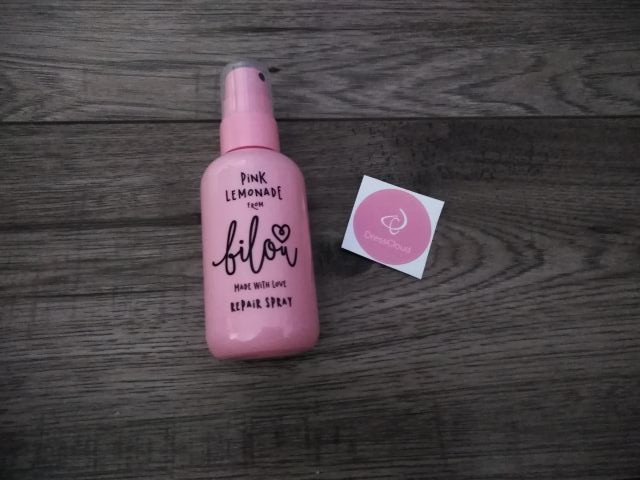 PINK
LEMONADE
FROM
bilou
MADE WITH LOVE
REPAIR SPRAY
DressCloud